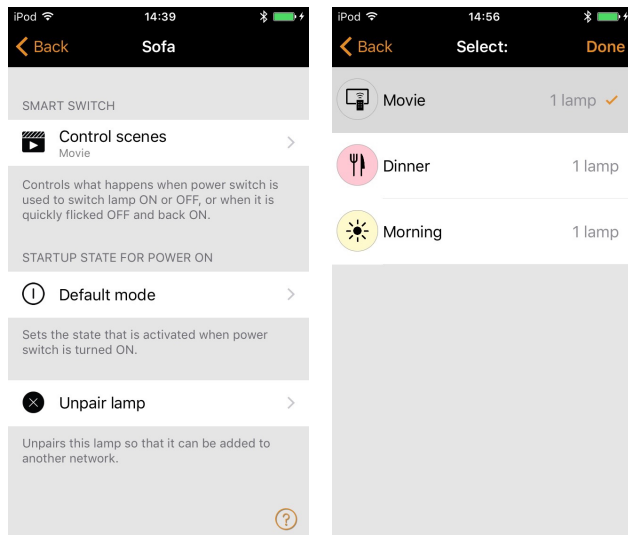 iPod 14:39
Back Sofa
SMART SWITCH
Control scenes
Movie
Controls what happens when power switch is
used to switch lamp ON or OFF, or when it is
quickly flicked OFF and back ON.
STARTUP STATE FOR POWER ON
Default mode
Sets the state that is activated when power
switch is turned ON.
Unpair lamp
Unpairs this lamp so that it can be added to
another network.
?
iPod 14:56
Back Select: Done
Movie 1 lamp
Dinner 1 lamp
Morning 1 lamp